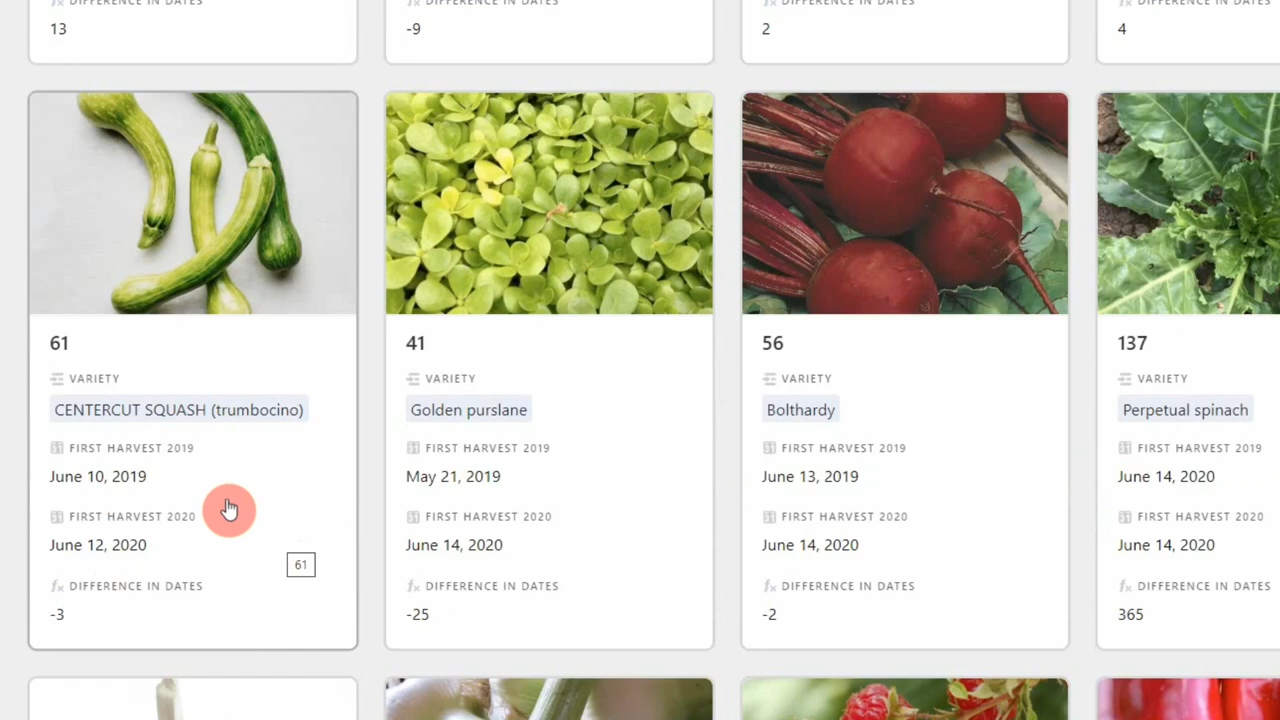 DIFFERENCE IN DATES
13
DIFFERENCE IN DATES
-9
DIFFERENCE IN DATES
2
DIFFERENCE IN DATES
4
61
VARIETY
CENTERCUT SQUASH (trumbocino)
FIRST HARVEST 2019
June 10, 2019
FIRST HARVEST 2020
June 12, 2020
61
DIFFERENCE IN DATES
-3
41
VARIETY
Golden purslane
FIRST HARVEST 2019
May 21, 2019
FIRST HARVEST 2020
June 14, 2020
DIFFERENCE IN DATES
-25
56
VARIETY
Bolthardy
FIRST HARVEST 2019
June 13, 2019
FIRST HARVEST 2020
June 14, 2020
DIFFERENCE IN DATES
-2
137
VARIETY
Perpetual spinach
FIRST HARVEST 2019
June 14, 2020
FIRST HARVEST 2020
June 14, 2020
DIFFERENCE IN DATES
365